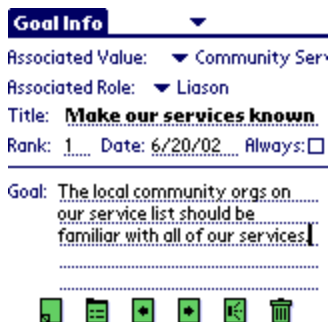 Goal Info
Associated Value: Community Ser
Associated Role: Liason
Title: Make our services known
Rank: 1 Date: 6/20/02 Always:
Goal: The local community orgs on
our service list should be
familiar with all of our services.